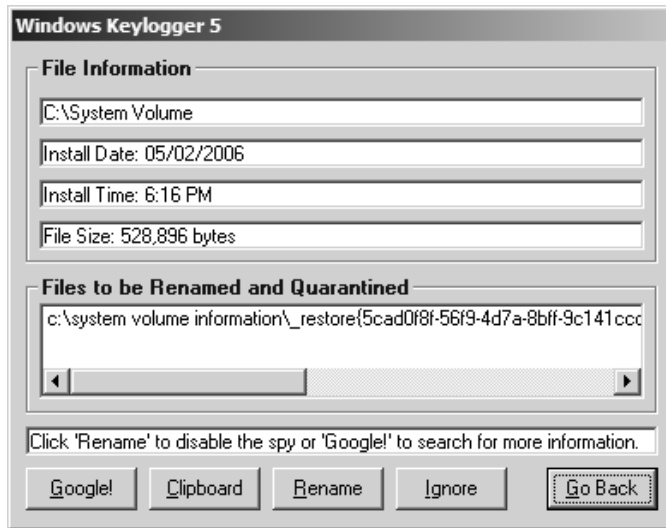 Windows Keylogger 5
File Information
C:\System Volume
Install Date: 05/02/2006
Install Time: 6:16 PM
File Size: 528,896 bytes
Files to be Renamed and Quarantined
c:\system volume information\_restore{5cad0f8f-56f9-4d7a-8bff-9c141ccc
Click 'Rename' to disable the spy or 'Google!' to search for more information.
Google! Clipboard Rename Ignore Go Back